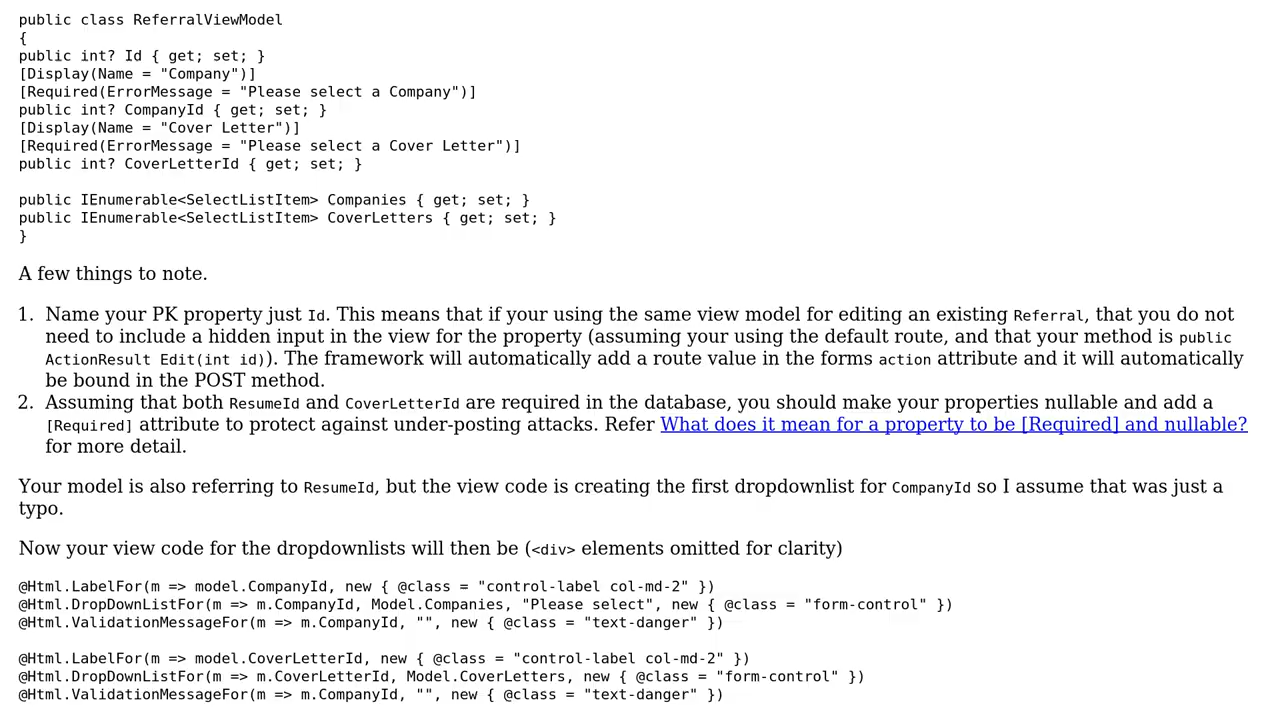 public class ReferralViewModel
{
public int? Id { get; set; }
[Display(Name = "Company")]
[Required(ErrorMessage = "Please select a Company")]
public int? CompanyId { get; set; }
[Display(Name = "Cover Letter")]
[Required(ErrorMessage = "Please select a Cover Letter")]
public int? CoverLetterId { get; set; }
public IEnumerable<SelectListItem> Companies { get; set; }
public IEnumerable<SelectListItem> CoverLetters { get; set; }
}
A few things to note.
1. Name your PK property just Id. This means that if your using the same view model for editing an existing Referral, that you do not
need to include a hidden input in the view for the property (assuming your using the default route, and that your method is public
ActionResult Edit(int id)). The framework will automatically add a route value in the forms action attribute and it will automatically
be bound in the POST method.
2. Assuming that both ResumeId and CoverLetterId are required in the database, you should make your properties nullable and add a
[Required] attribute to protect against under-posting attacks. Refer What does it mean for a property to be [Required] and nullable?
for more detail.
Your model is also referring to ResumeId, but the view code is creating the first dropdownlist for CompanyId so I assume that was just a
typo.
Now your view code for the dropdownlists will then be (<div> elements omitted for clarity)
@Html.LabelFor(m => model.CompanyId, new { @class = "control-label col-md-2" })
@Html.DropDownListFor(m => m.CompanyId, Model.Companies, "Please select", new { @class = "form-control" })
@Html.ValidationMessageFor(m => m.CompanyId, "", new { @class = "text-danger" })
@Html.LabelFor(m => model.CoverLetterId, new { @class = "control-label col-md-2" })
@Html.DropDownListFor(m => m.CoverLetterId, Model.CoverLetters, new { @class = "form-control" })
@Html.ValidationMessageFor(m => m.CompanyId, "", new { @class = "text-danger" })